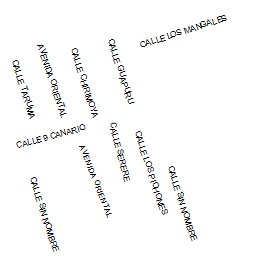 CALLE LOS MANGALES
AVENIDA ORIENTAL
CALLE GUAPURU
CALLE CHIRIMOYA
CALLE TARUMA
CALLE 9 CANARIO
CALLE SERERE
CALLE LOS PICHONES
AVENIDA ORIENTAL
CALLE SIN NOMBRE
CALLE SIN NOMBRE